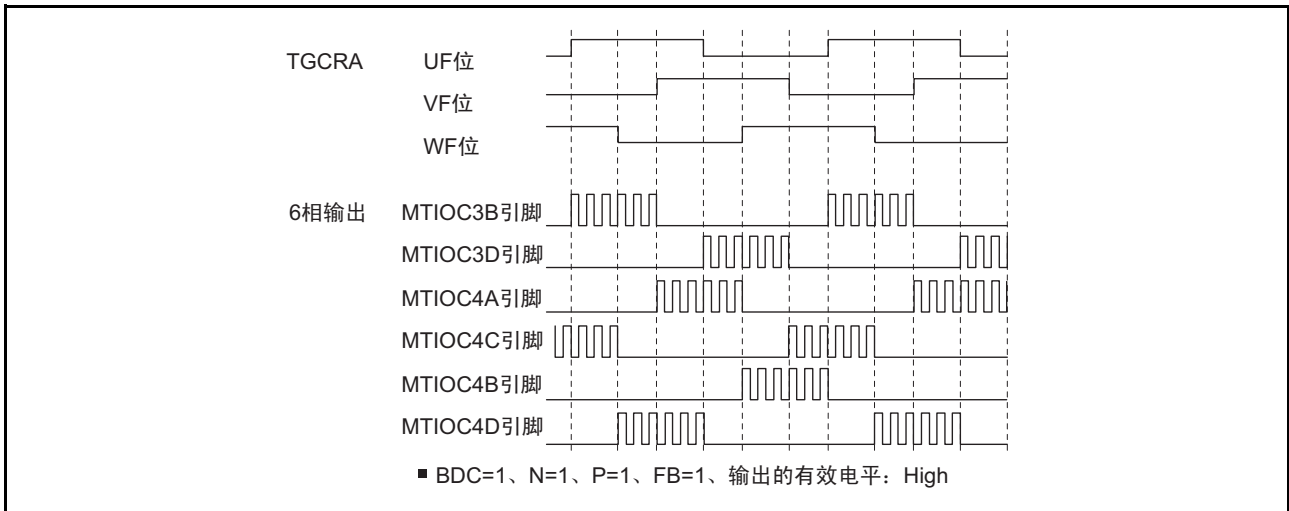 TGCRA UF位
VF位
WF位
6相输出 MTIOC3B引脚
MTIOC3D引脚
MTIOC4A引脚
MTIOC4C引脚
MTIOC4B引脚
MTIOC4D引脚
■ BDC=1、N=1、P=1、FB=1、输出的有效电平：High